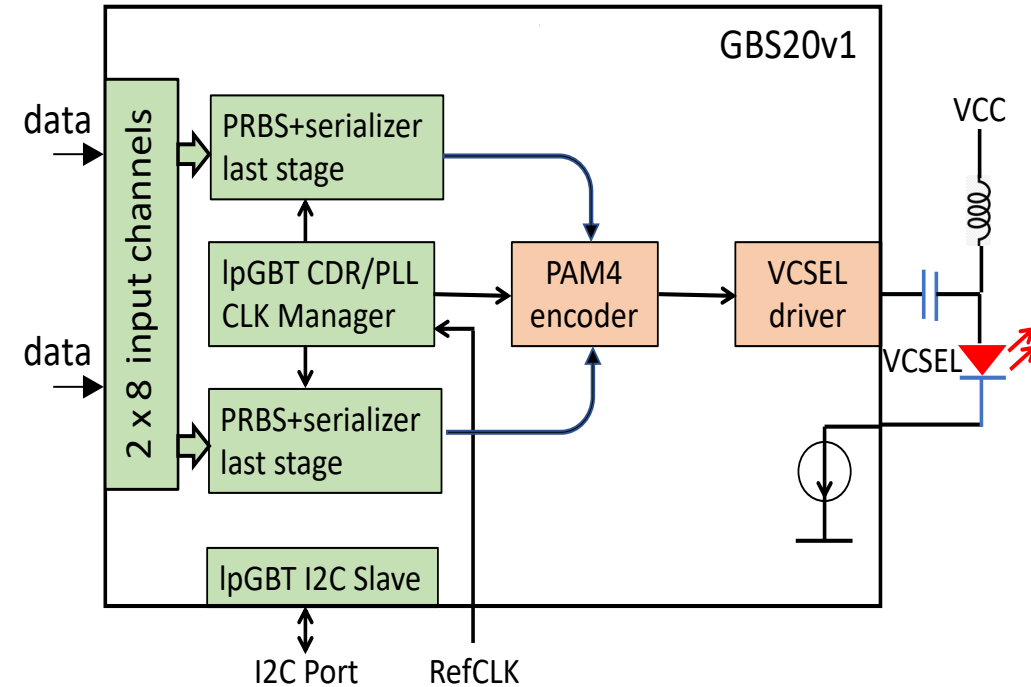 GBS20v1
data
data
2 x 8 input channels
PRBS+serializer
last stage
lpGBT CDR/PLL
CLK Manager
PRBS+serializer
last stage
PAM4
encoder
VCSEL
driver
VCC
VCSEL
lpGBT I2C Slave
I2C Port
RefCLK